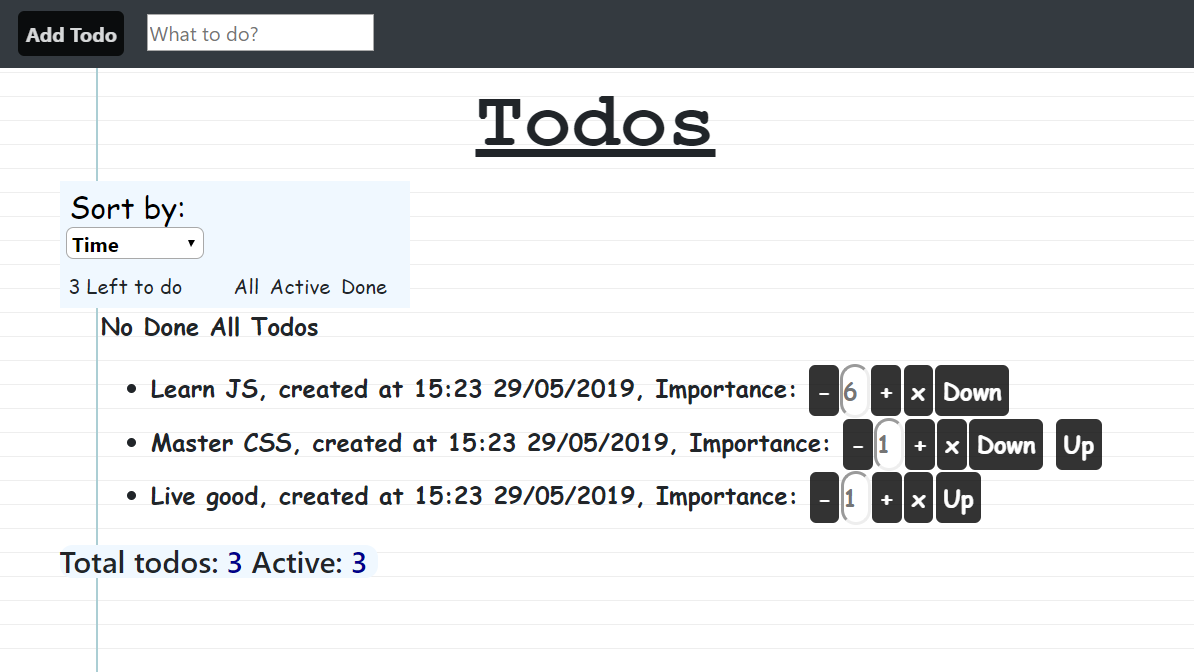 Add Todo What to do?
Todos
Sort by:
Time
3 Left to do All Active Done
No Done All Todos
Learn JS, created at 15:23 29/05/2019, Importance: - 6 + x Down
Master CSS, created at 15:23 29/05/2019, Importance: - 1 + x Down Up
Live good, created at 15:23 29/05/2019, Importance: - 1 + x Up
Total todos: 3 Active: 3